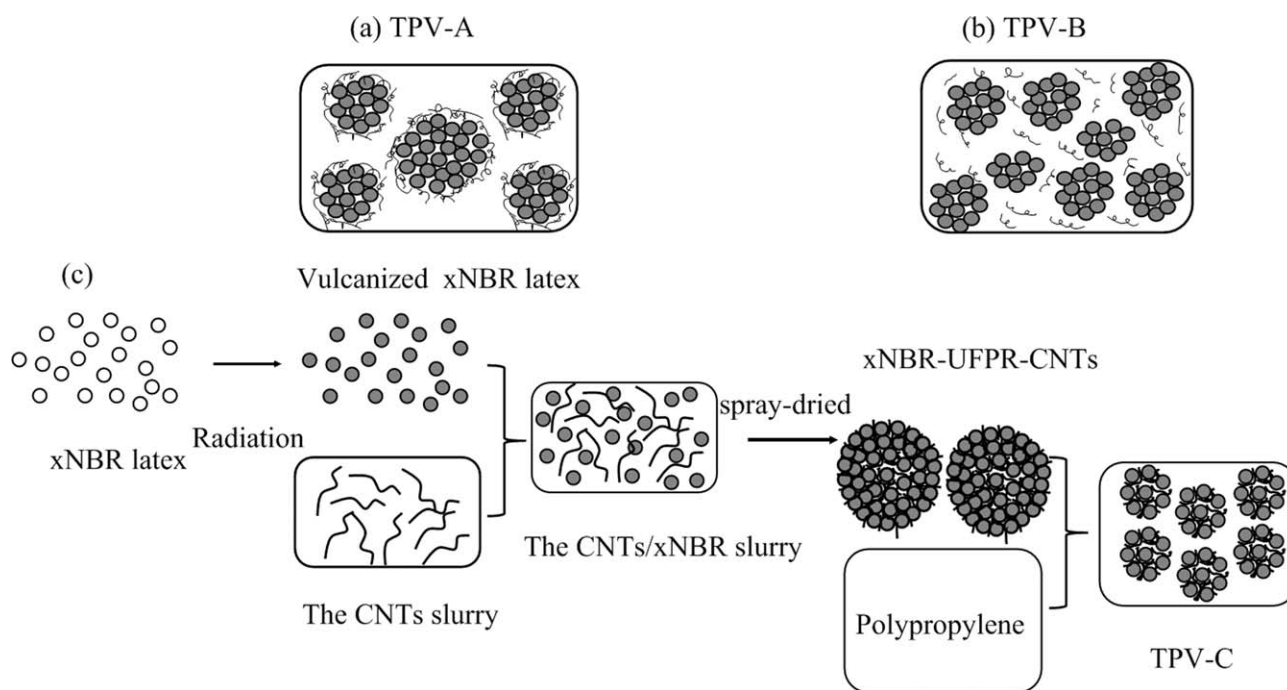 (a) TPV-A
(b) TPV-B
(c)
Vulcanized xNBR latex
xNBR latex
Radiation
The CNTs slurry
The CNTs/xNBR slurry
spray-dried
xNBR-UFPR-CNTs
Polypropylene
TPV-C